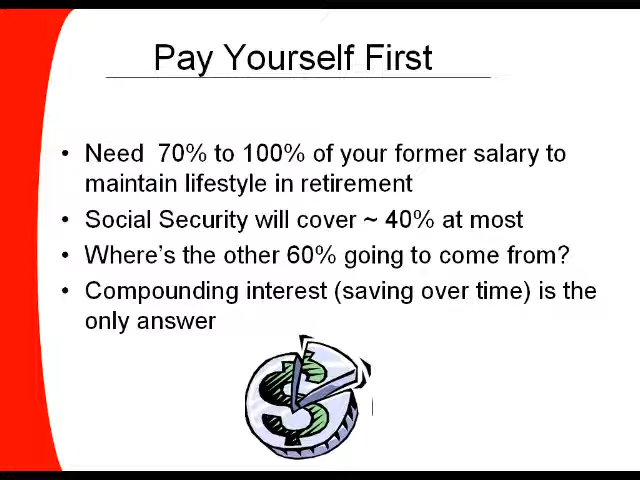 Pay Yourself First
• Need  70% to 100% of your former salary to
maintain lifestyle in retirement
• Social Security will cover ~ 40% at most
• Where's the other 60% going to come from?
• Compounding interest (saving over time) is the
only answer
$